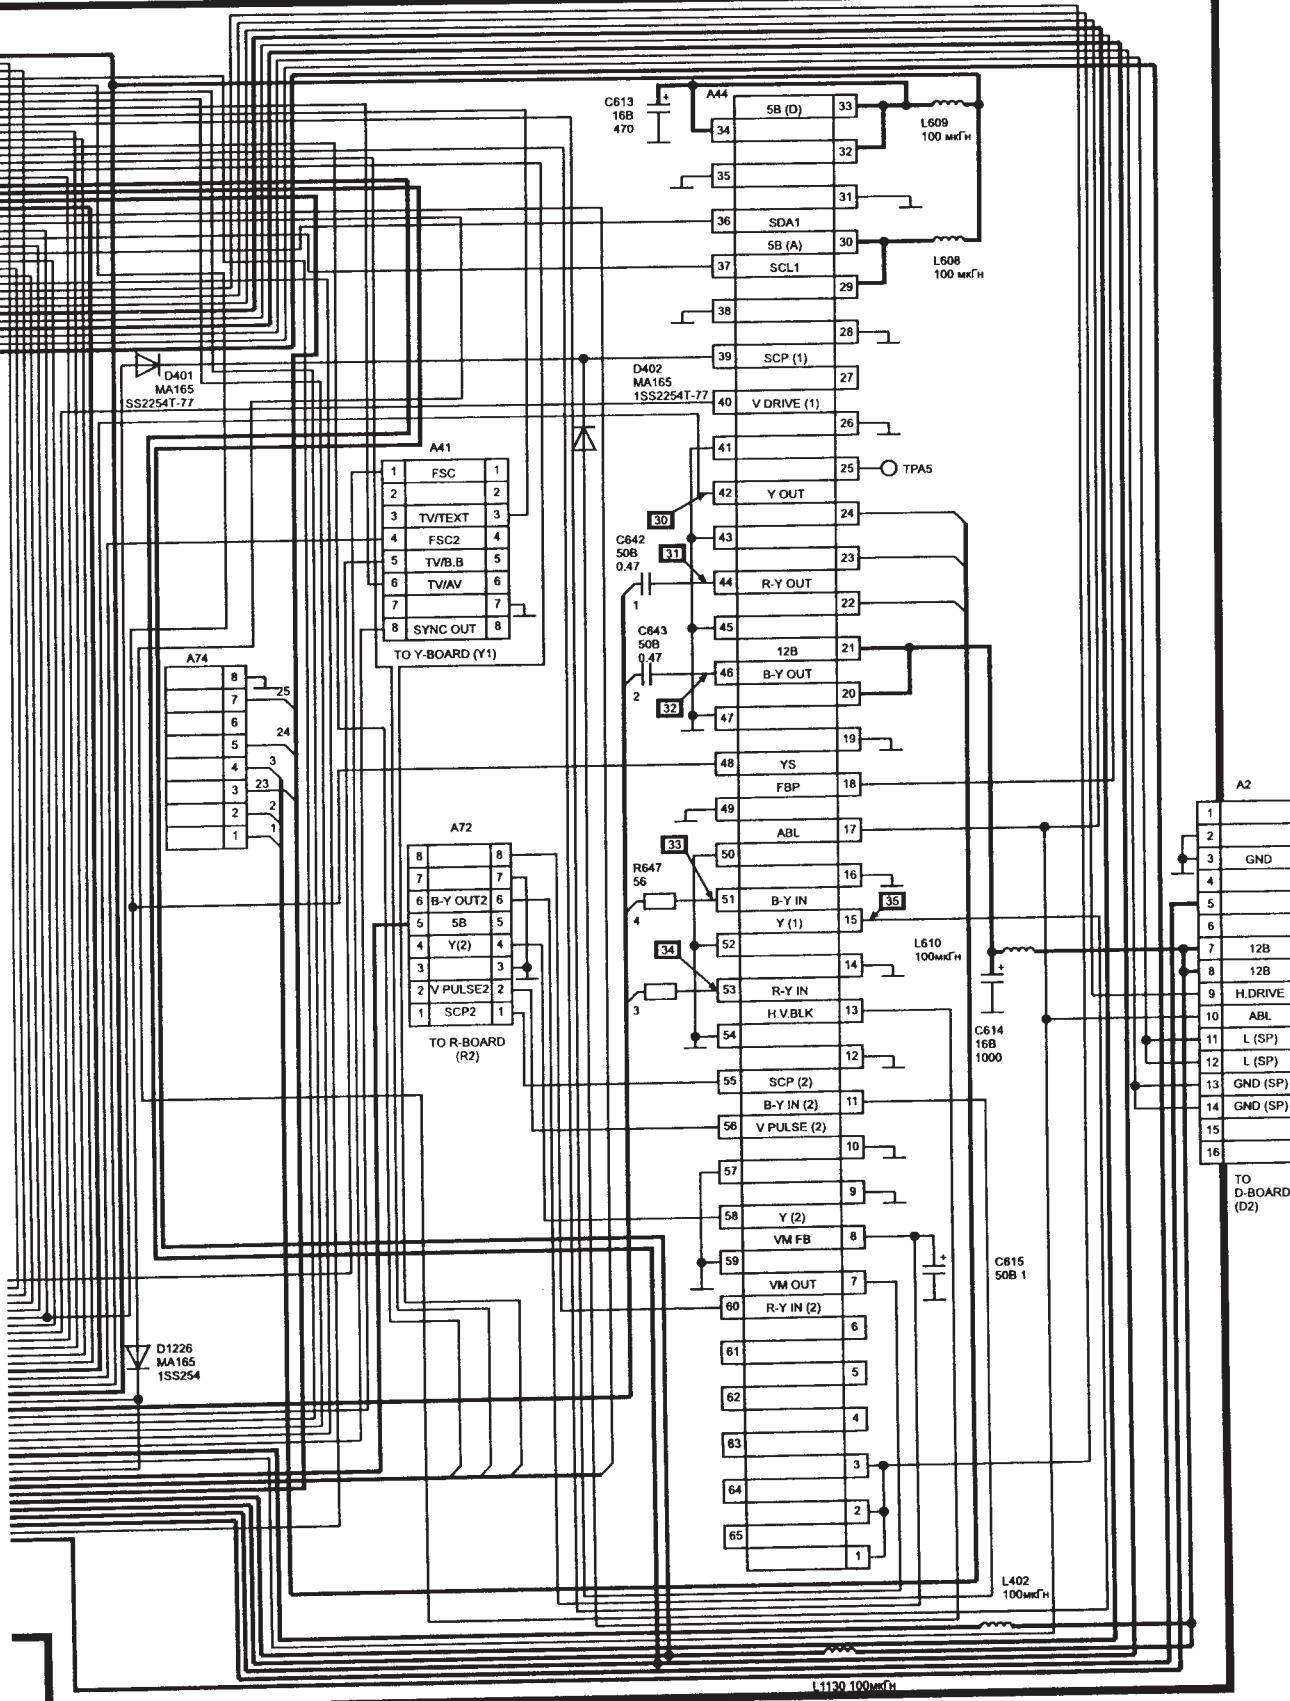 C613
16В
470
A44
5В (D)
33
34
32
L609
100 мкГн
35
31
36
SDA1
5В (A)
30
37
SCL1
29
L608
100 мкГн
38
28
39
SCP (1)
27
D401
MA165
1SS2254T-77
D402
MA165
1SS2254T-77
40
V DRIVE (1)
26
41
25
TPA5
42
Y OUT
24
30
43
23
C642
50В
0.47
1
31
44
R-Y OUT
22
45
12В
21
C643
50В
0.47
2
46
B-Y OUT
20
32
47
19
48
YS
FBP
18
49
ABL
17
33
50
16
R647
56
4
51
B-Y IN
Y (1)
15
35
34
52
14
3
53
R-Y IN
H.V.BLK
13
54
12
55
SCP (2)
B-Y IN (2)
11
56
V PULSE (2)
10
57
9
58
Y (2)
VM FB
8
59
VM OUT
7
60
R-Y IN (2)
6
61
5
62
4
63
3
64
2
65
1
A41
1 FSC 1
2 2
3 TV/TEXT 3
4 FSC2 4
5 TV/B.B 5
6 TV/AV 6
7 7
8 SYNC OUT 8
TO Y-BOARD (Y1)
A74
8
7 25
6
5 24
4 3
3 23
2 2
1 1
A72
8 8
7 7
6 B-Y OUT2 6
5 5В 5
4 Y(2) 4
3 3
2 V PULSE2 2
1 SCP2 1
TO R-BOARD
(R2)
L610
100мкГн
C614
16В
1000
C615
50В 1
A2
1
2
3 GND
4
5
6
7 12В
8 12В
9 H.DRIVE
10 ABL
11 L (SP)
12 L (SP)
13 GND (SP)
14 GND (SP)
15
16
TO
D-BOARD
(D2)
D1226
MA165
1SS254
L402
100мкГн
L1130 100мкГн